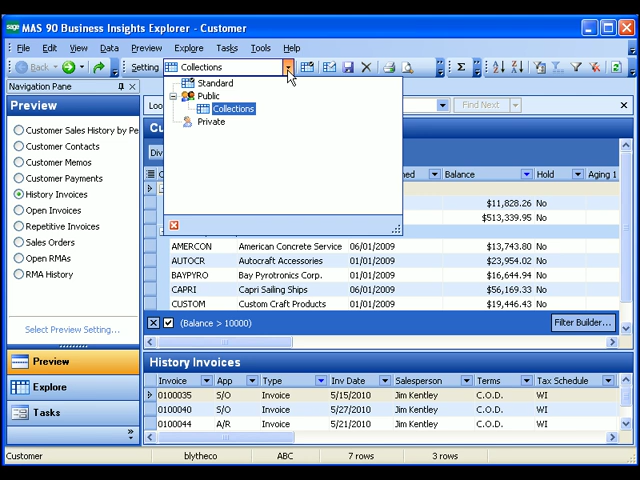 sage MAS 90 Business Insights Explorer - Customer
File Edit View Data Preview Explore Tasks Tools Help
Back Setting Collections Σ
Navigation Pane
Standard
Public
Collections
Private
Preview
Customer Sales History by Pe
Customer Contacts
Customer Memos
Customer Payments
History Invoices
Open Invoices
Repetitive Invoices
Sales Orders
Open RMAs
RMA History
Select Preview Setting...
Preview
Explore
Tasks
Loo Find Next
Cu
Div
Balance Hold Aging 1
$11,828.26 No
$513,339.95 No
AMERCON American Concrete Service 06/01/2009 $13,743.80 No
AUTOCR Autocraft Accessories 01/01/2009 $23,954.02 No
BAYPYRO Bay Pyrotronics Corp. 01/01/2009 $16,644.94 No
CAPRI Capri Sailing Ships 06/01/2009 $56,169.33 No
CUSTOM Custom Craft Products 01/01/2009 $19,446.43 No
(Balance > 10000) Filter Builder...
History Invoices
Invoice App Type Inv Date Salesperson Terms Tax Schedule
0100035 S/O Invoice 5/15/2010 Jim Kentley C.O.D. WI
0100040 S/O Invoice 5/27/2010 Jim Kentley C.O.D. WI
0100044 A/R Invoice 5/21/2010 Jim Kentley C.O.D. WI
Customer blytheco ABC 7 rows 3 rows